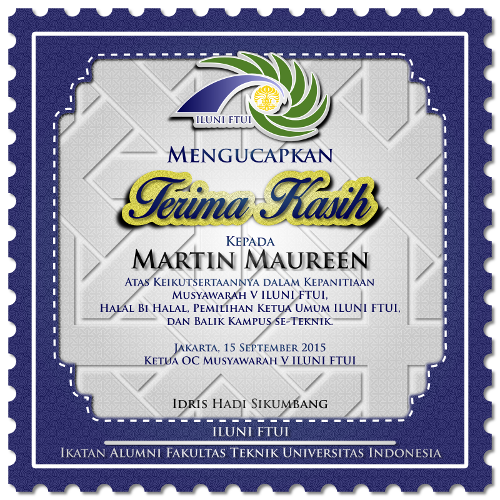 ILUNI FTUI
MENGUCAPKAN
Terima Kasih
KEPADA
MARTIN MAUREEN
ATAS KEIKUTSERTAANNYA DALAM KEPANITIAAN
MUSYAWARAH V ILUNI FTUI,
HALAL BI HALAL, PEMILIHAN KETUA UMUM ILUNI FTUI,
DAN BALIK KAMPUS SE-TEKNIK.
JAKARTA, 15 SEPTEMBER 2015
KETUA OC MUSYAWARAH V ILUNI FTUI
IDRIS HADI SIKUMBANG
ILUNI FTUI
IKATAN ALUMNI FAKULTAS TEKNIK UNIVERSITAS INDONESIA